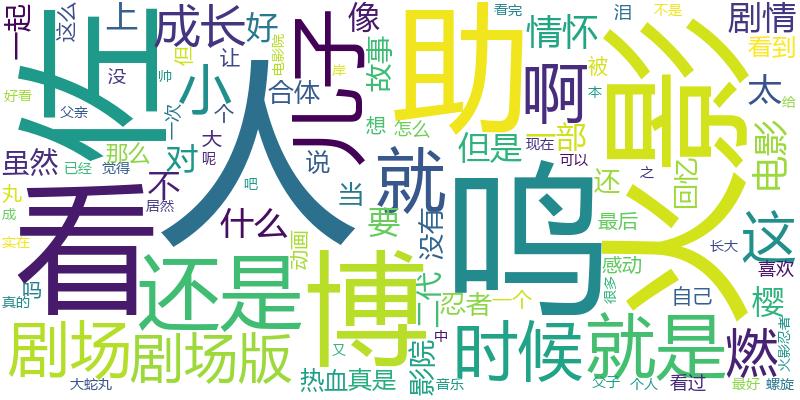 一起
佐
这么
上
成长
好
让
但
没
小
电影院
帅
岸
儿子
像
故事
助
看完
泪
不是
情怀
被
火影
剧情
看到
太
给
本
好看
父亲
一次
个
大
呢
合体
想
怎么
啊
一部
但是
现在
可以
电影
虽然
已经
那么
觉得
对
人
说
当
就
鸣
还
之
回忆
丸
不
居然
成
看
什么
吧
妞
没有
最后
这
实在
真的
吗
还是
动画
博
二代
忍者
一个
感动
很多
长大
喜欢
自己
樱
剧场
剧场版
影院
中
时候
就是
燃
火影忍者
大蛇丸
又
热血
真是
音乐
父子
个人
看过
最好
螺旋